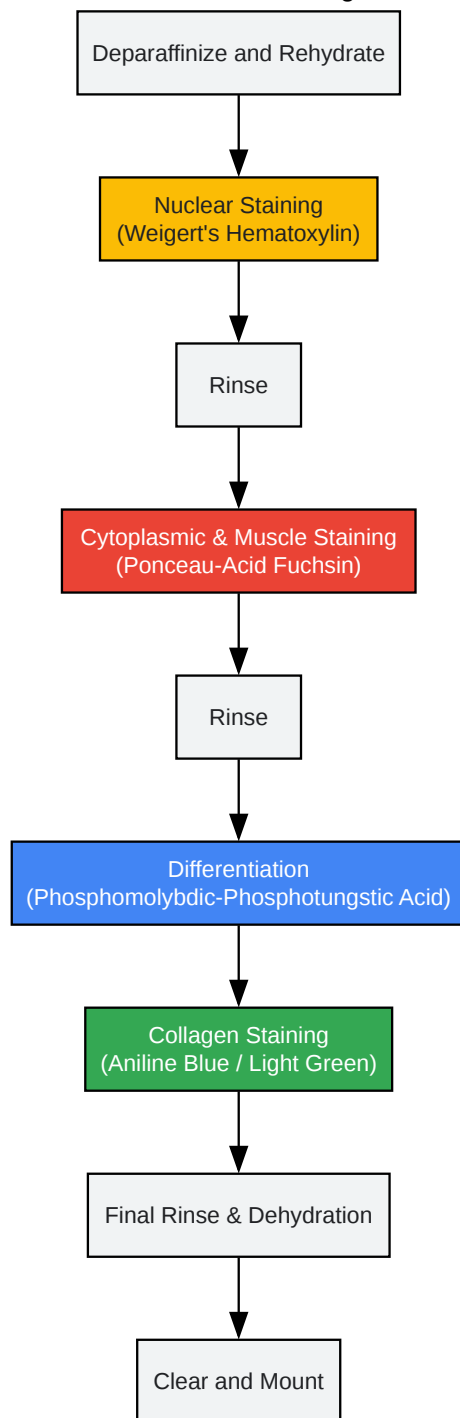 Deparaffinize and Rehydrate
Nuclear Staining
(Weigert's Hematoxylin)
Rinse
Cytoplasmic & Muscle Staining
(Ponceau-Acid Fuchsin)
Rinse
Differentiation
(Phosphomolybdic-Phosphotungstic Acid)
Collagen Staining
(Aniline Blue / Light Green)
Final Rinse & Dehydration
Clear and Mount